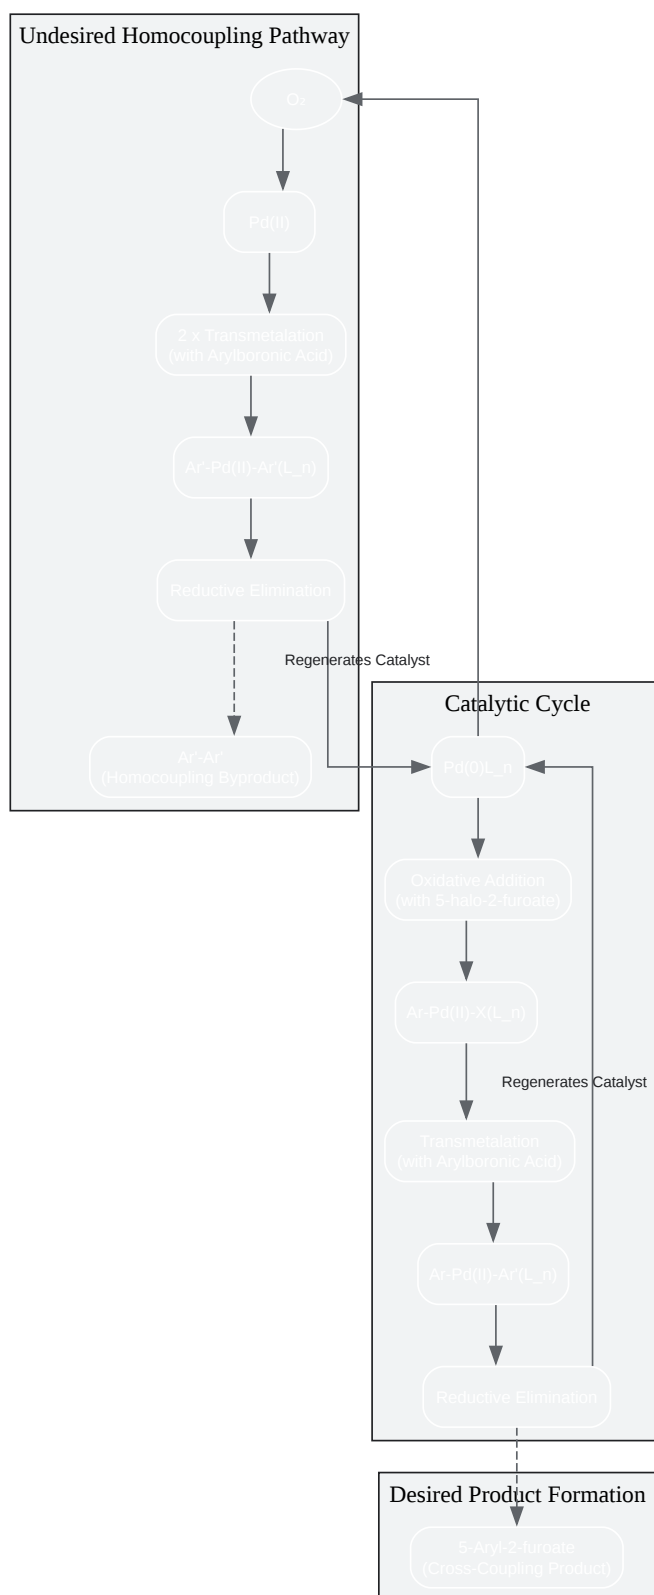 Undesired Homocoupling Pathway
O₂
Pd(II)
2 x Transmetalation
(with Arylboronic Acid)
Ar'-Pd(II)-Ar'(L_n)
Reductive Elimination
Regenerates Catalyst
Ar'-Ar'
(Homocoupling Byproduct)
Catalytic Cycle
Pd(0)L_n
Oxidative Addition
(with 5-halo-2-furoate)
Ar-Pd(II)-X(L_n)
Regenerates Catalyst
Transmetalation
(with Arylboronic Acid)
Ar-Pd(II)-Ar'(L_n)
Reductive Elimination
Desired Product Formation
5-Aryl-2-furoate
(Cross-Coupling Product)